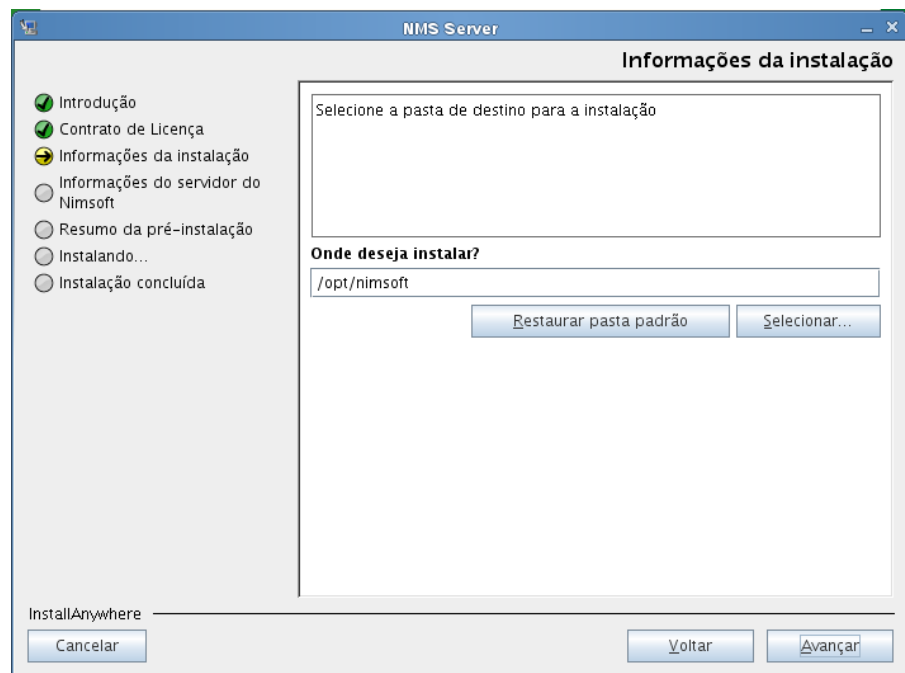 NMS Server
Informações da instalação
Introdução
Contrato de Licença
Informações da instalação
Informações do servidor do
Nimsoft
Resumo da pré-instalação
Instalando...
Instalação concluída
Selecione a pasta de destino para a instalação
Onde deseja instalar?
/opt/nimsoft
Restaurar pasta padrão
Selecionar...
InstallAnywhere
Cancelar
Voltar
Avançar